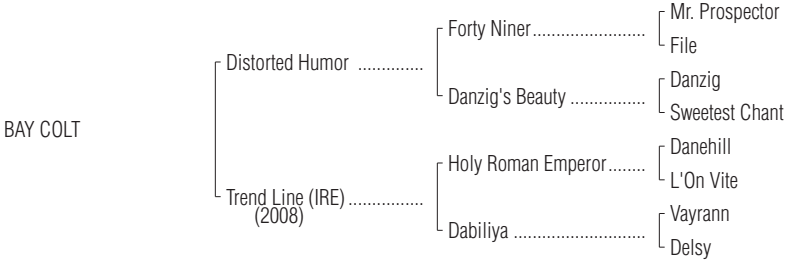 Mr. Prospector
Forty Niner........................
File
Distorted Humor ..............
Danzig
Danzig's Beauty ................
Sweetest Chant
BAY COLT
Danehill
Holy Roman Emperor........
L'On Vite
Trend Line (IRE)................
(2008)
Vayrann
Dabiliya ............................
Delsy